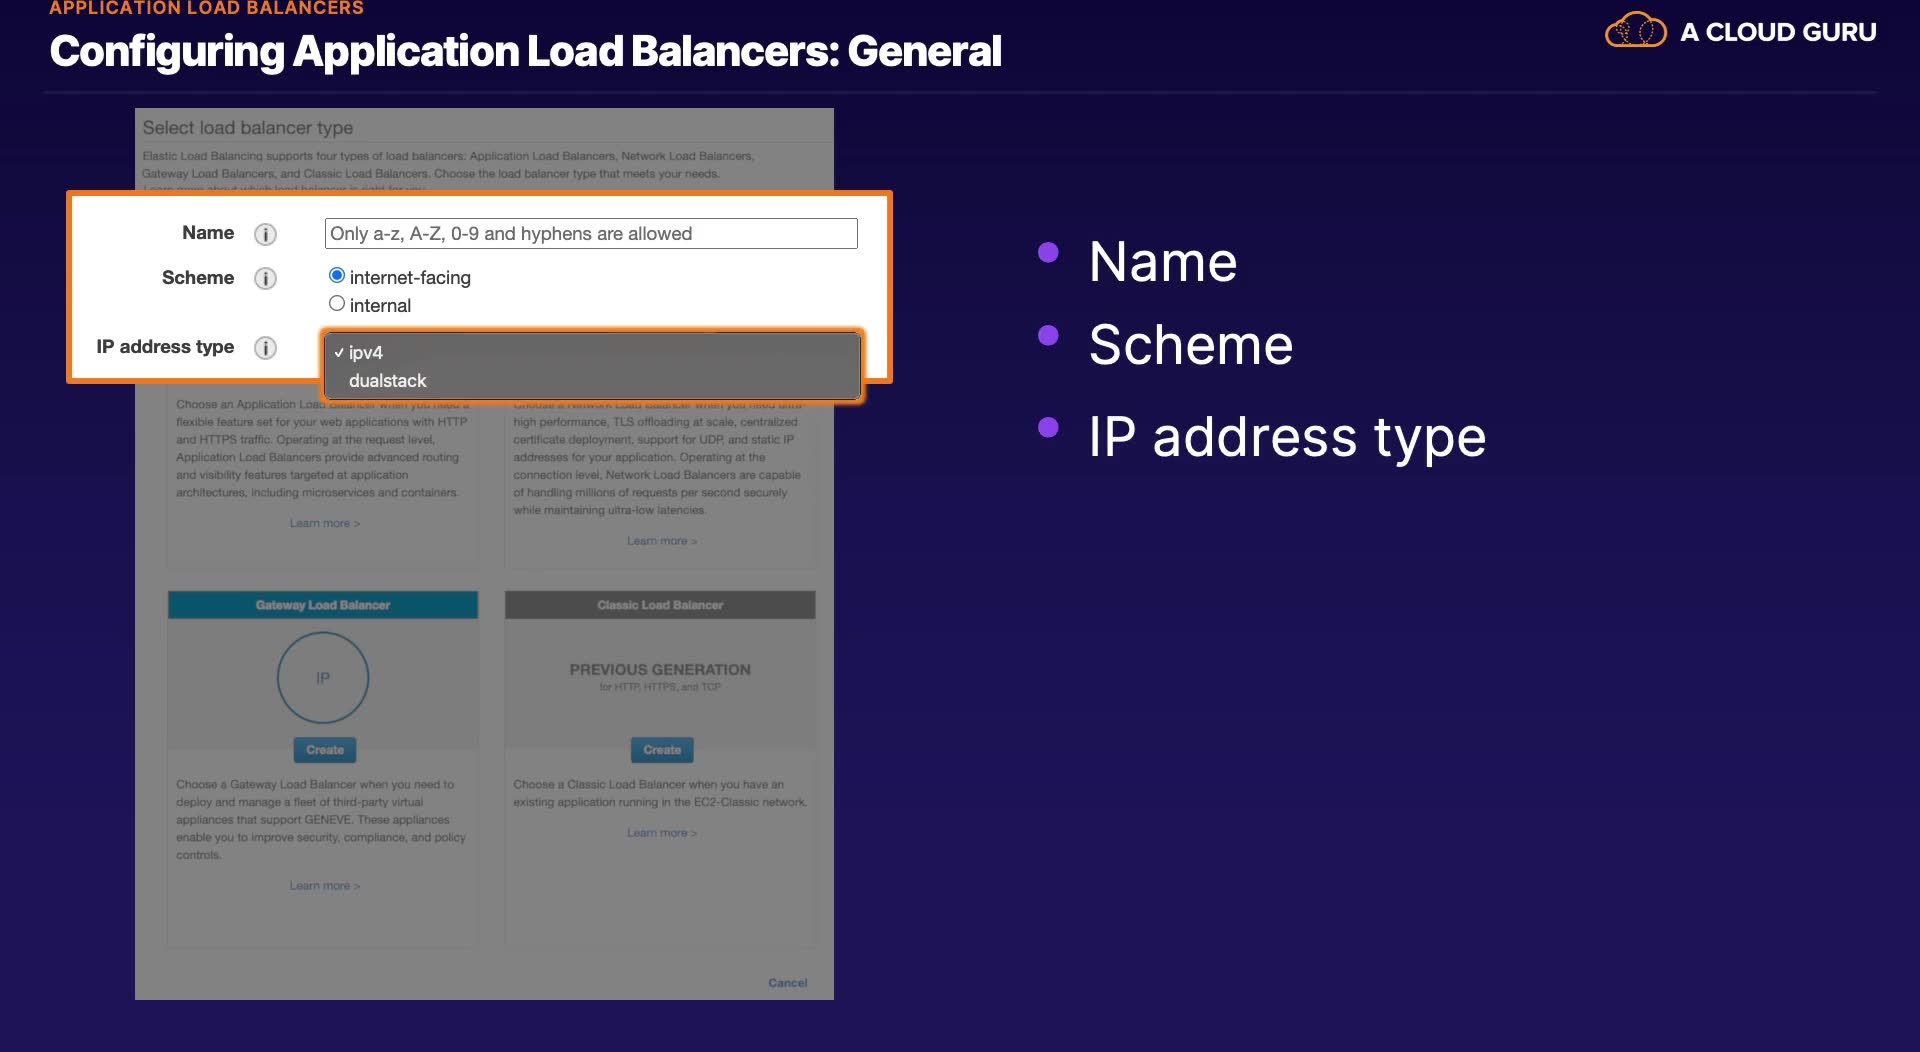 APPLICATION LOAD BALANCERS
Configuring Application Load Balancers: General
A CLOUD GURU
Select load balancer type
Elastic Load Balancing supports four types of load balancers: Application Load Balancers, Network Load Balancers,
Gateway Load Balancers, and Classic Load Balancers. Choose the load balancer type that meets your needs.
Learn more about which load balancer is right for you
Name
Only a-z, A-Z, 0-9 and hyphens are allowed
Scheme
internet-facing
internal
IP address type
✓ ipv4
dualstack
Choose an Application Load Balancer when you need a
flexible feature set for your web applications with HTTP
and HTTPS traffic. Operating at the request level,
Application Load Balancers provide advanced routing
and visibility features targeted at application
architectures, including microservices and containers.
Learn more >
Choose a Network Load Balancer when you need ultra-
high performance, TLS offloading at scale, centralized
certificate deployment, support for UDP, and static IP
addresses for your application. Operating at the
connection level, Network Load Balancers are capable
of handling millions of requests per second securely
while maintaining ultra-low latencies.
Learn more >
Gateway Load Balancer
IP
Create
Choose a Gateway Load Balancer when you need to
deploy and manage a fleet of third-party virtual
appliances that support GENEVE. These appliances
enable you to improve security, compliance, and policy
controls.
Learn more >
Classic Load Balancer
PREVIOUS GENERATION
for HTTP, HTTPS, and TCP
Create
Choose a Classic Load Balancer when you have an
existing application running in the EC2-Classic network.
Learn more >
Cancel
Name
Scheme
IP address type